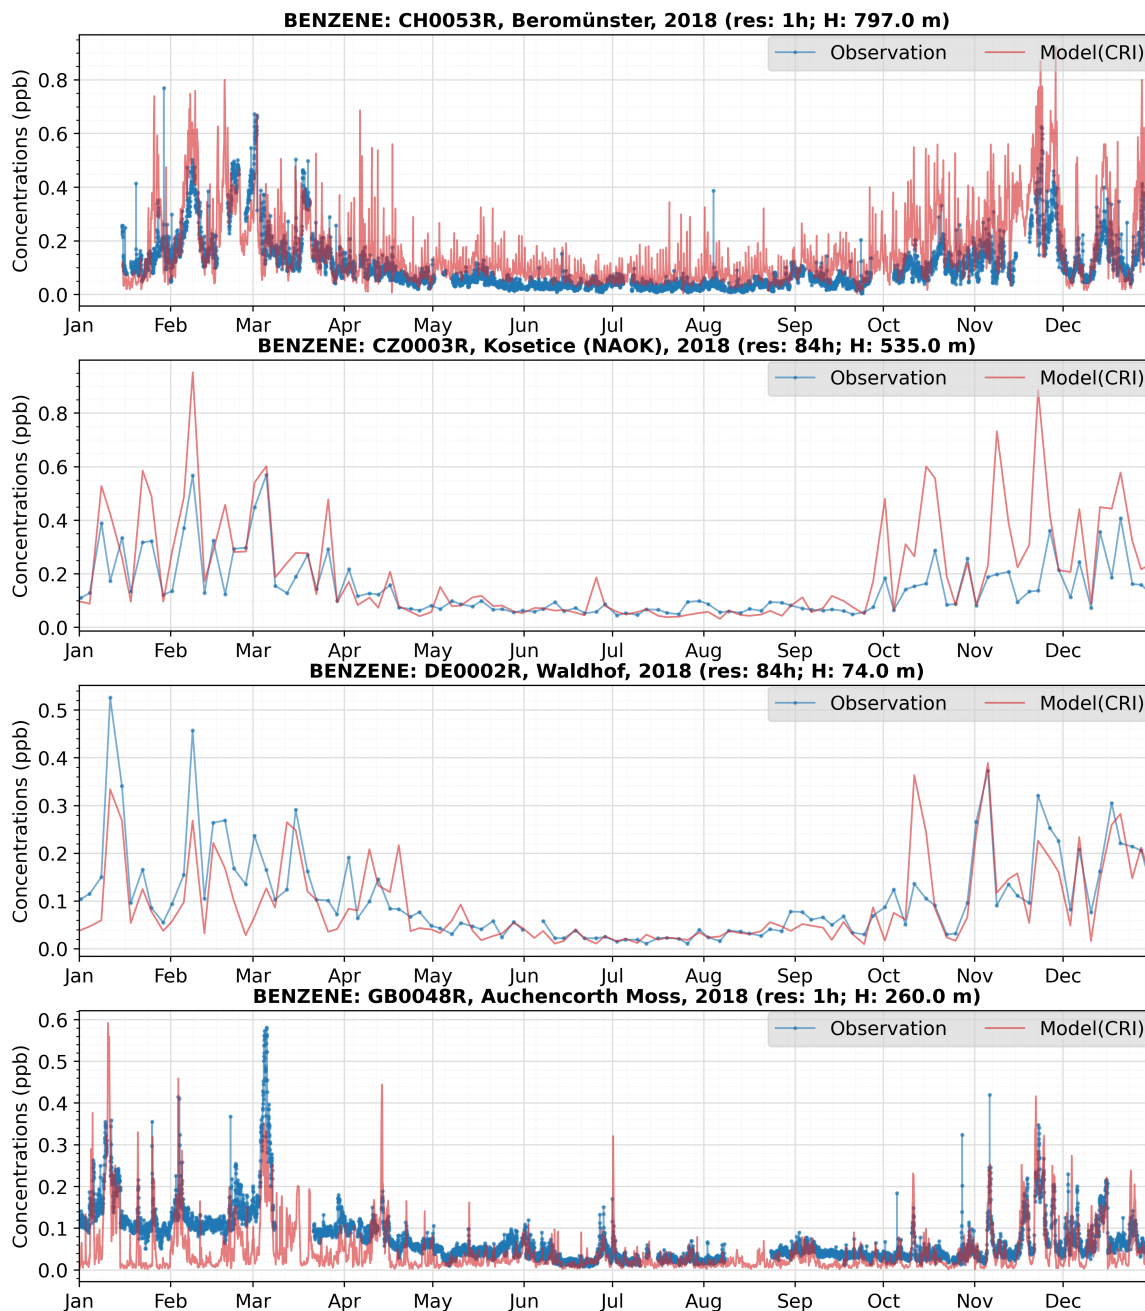 BENZENE: CH0053R, Beromünster, 2018 (res: 1h; H: 797.0 m)
Observation Model(CRI)
Concentrations (ppb)
0.8
0.6
0.4
0.2
0.0
Jan Feb Mar Apr May Jun Jul Aug Sep Oct Nov Dec
BENZENE: CZ0003R, Kosetice (NAOK), 2018 (res: 84h; H: 535.0 m)
Observation Model(CRI)
Concentrations (ppb)
0.8
0.6
0.4
0.2
0.0
Jan Feb Mar Apr May Jun Jul Aug Sep Oct Nov Dec
BENZENE: DE0002R, Waldhof, 2018 (res: 84h; H: 74.0 m)
Observation Model(CRI)
Concentrations (ppb)
0.5
0.4
0.3
0.2
0.1
0.0
Jan Feb Mar Apr May Jun Jul Aug Sep Oct Nov Dec
BENZENE: GB0048R, Auchencorth Moss, 2018 (res: 1h; H: 260.0 m)
Observation Model(CRI)
Concentrations (ppb)
0.6
0.5
0.4
0.3
0.2
0.1
0.0
Jan Feb Mar Apr May Jun Jul Aug Sep Oct Nov Dec